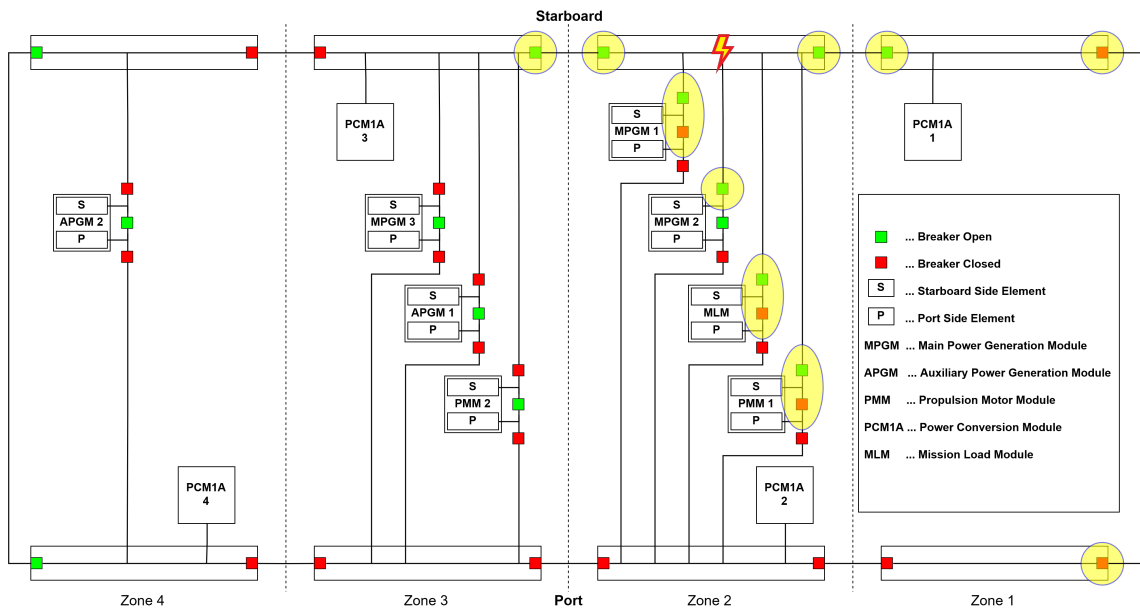 Starboard
PCM1A
3
S
MPGM 1
P
PCM1A
1
S
APGM 2
P
S
MPGM 3
P
S
MPGM 2
P
S
APGM 1
P
S
MLM
P
S
PMM 2
P
S
PMM 1
P
PCM1A
4
PCM1A
2
... Breaker Open
... Breaker Closed
S ... Starboard Side Element
P ... Port Side Element
MPGM ... Main Power Generation Module
APGM ... Auxiliary Power Generation Module
PMM ... Propulsion Motor Module
PCM1A ... Power Conversion Module
MLM ... Mission Load Module
Zone 4 Zone 3 Port Zone 2 Zone 1